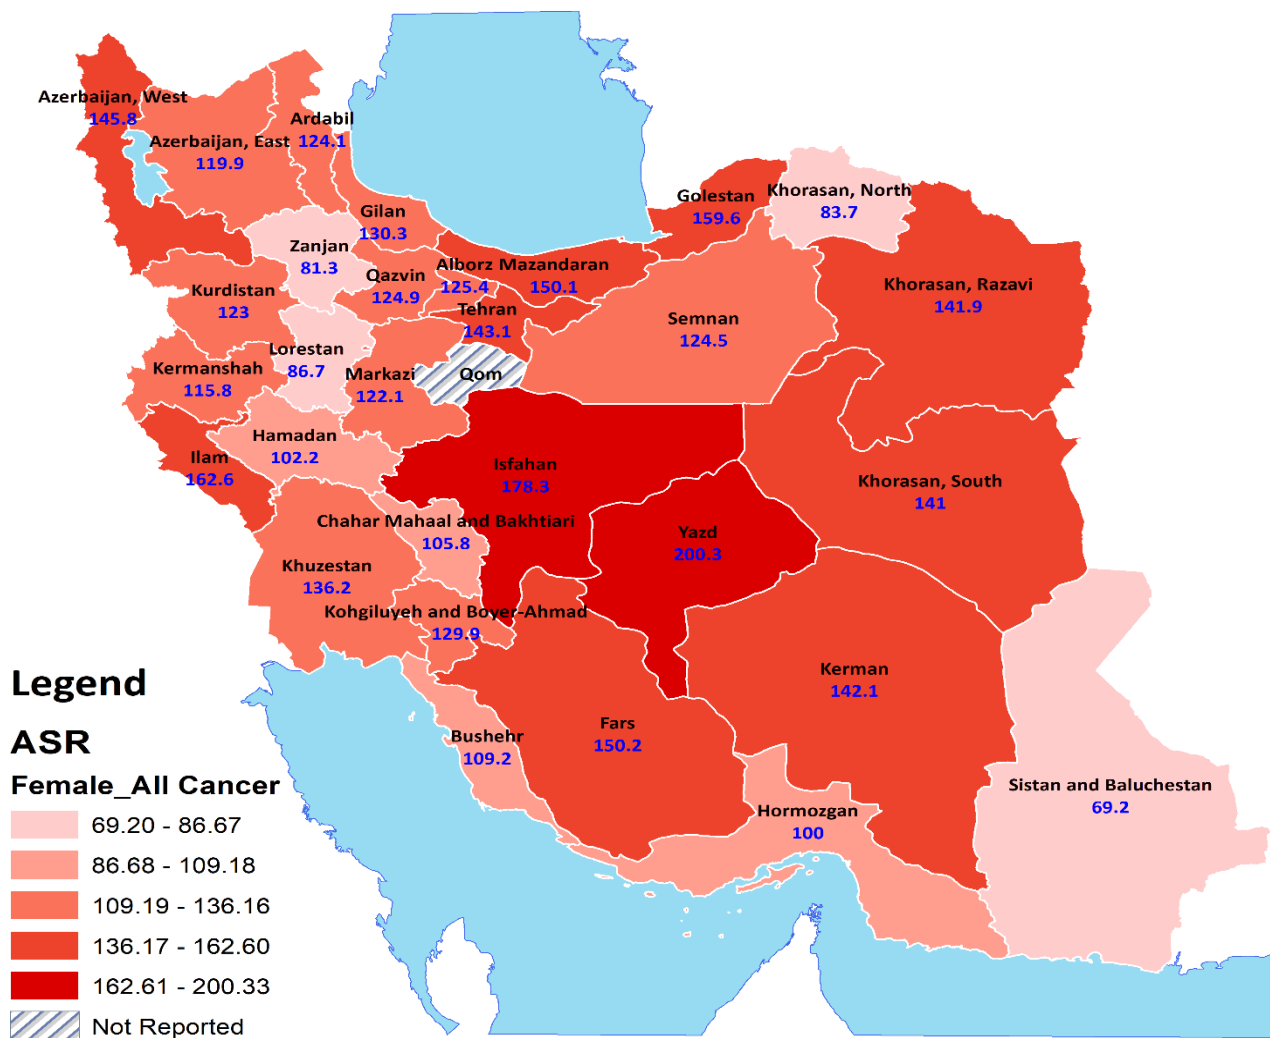 Azerbaijan, West
145.8
Azerbaijan, East
119.9
Ardabil
124.1
Gilan
130.3
Zanjan
81.3
Golestan
159.6
Khorasan, North
83.7
Alborz Mazandaran
125.4 150.1
Qazvin
124.9
Kurdistan
123
Tehran
143.1
Khorasan, Razavi
141.9
Semnan
124.5
Lorestan
86.7
Kermanshah
115.8
Markazi
122.1
Qom
Hamadan
102.2
Ilam
162.6
Isfahan
178.3
Khorasan, South
141
Chahar Mahaal and Bakhtiari
105.8
Yazd
200.3
Khuzestan
136.2
Kohgiluyeh and Boyer-Ahmad
129.9
Kerman
142.1
Fars
150.2
Bushehr
109.2
Hormozgan
100
Sistan and Baluchestan
69.2
Legend
ASR
Female_All Cancer
69.20 - 86.67
86.68 - 109.18
109.19 - 136.16
136.17 - 162.60
162.61 - 200.33
Not Reported